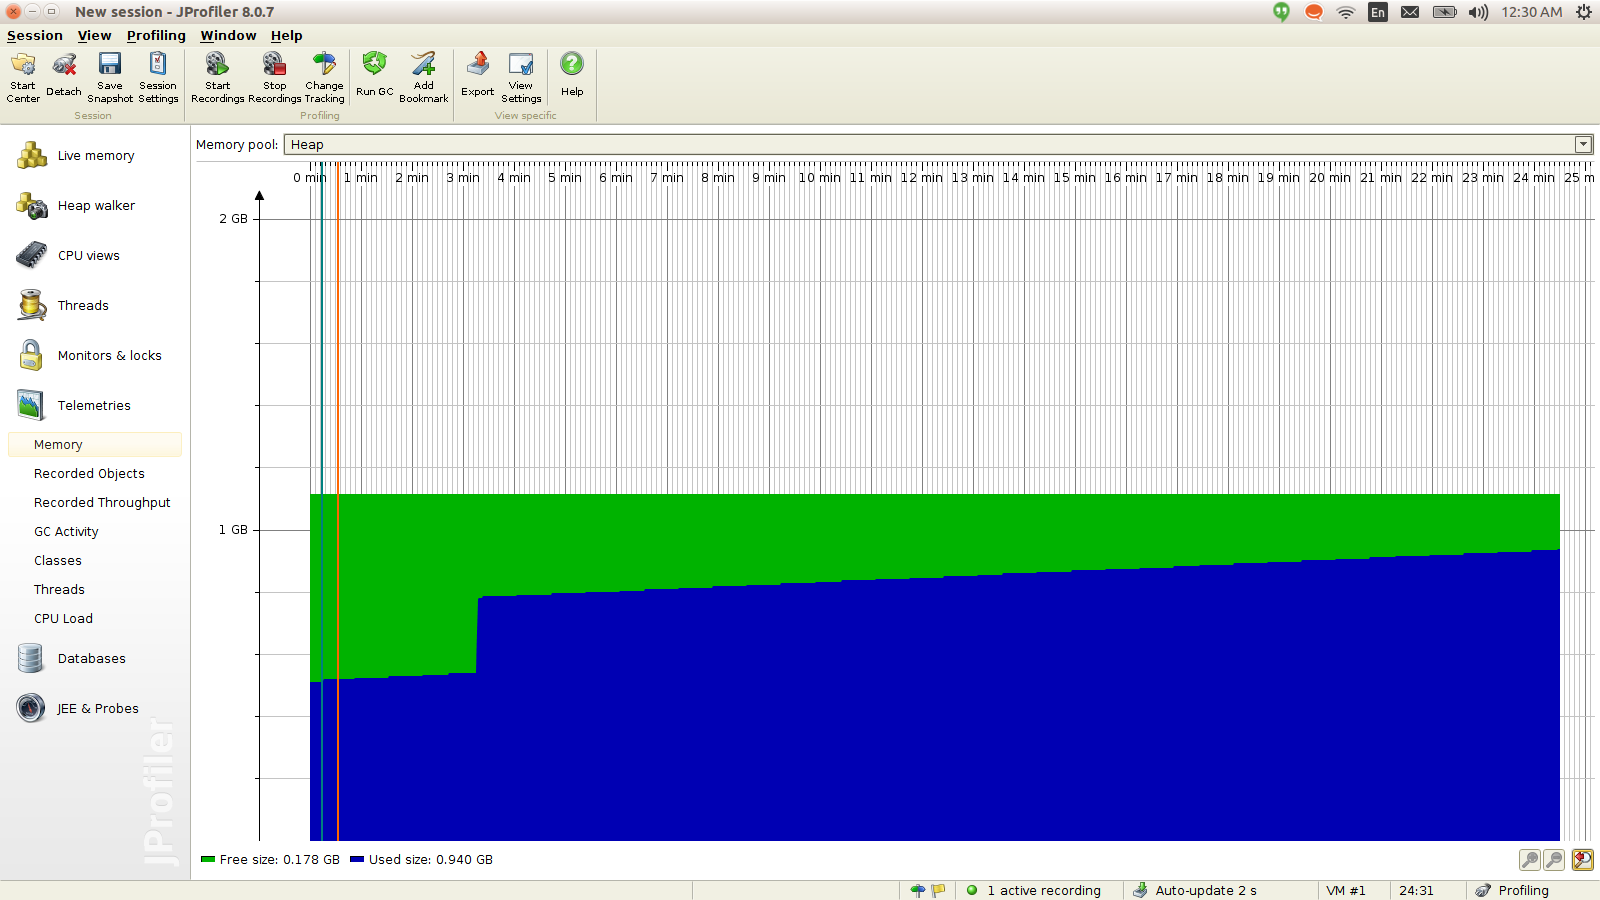 New session - JProfiler 8.0.7
En
12:30 AM
Session View Profiling Window Help
Start Center
Detach
Save Snapshot
Session Settings
Start Recordings
Stop Recordings
Change Tracking
Run GC
Add Bookmark
Export
View Settings
Help
Session
Profiling
View specific
Live memory
Heap walker
CPU views
Threads
Monitors & locks
Telemetries
Memory
Recorded Objects
Recorded Throughput
GC Activity
Classes
Threads
CPU Load
Databases
JEE & Probes
JProfiler
Memory pool: Heap
0 min 1 min 2 min 3 min 4 min 5 min 6 min 7 min 8 min 9 min 10 min 11 min 12 min 13 min 14 min 15 min 16 min 17 min 18 min 19 min 20 min 21 min 22 min 23 min 24 min 25 m
2 GB
1 GB
Free size: 0.178 GB Used size: 0.940 GB
1 active recording Auto-update 2 s VM #1 24:31 Profiling